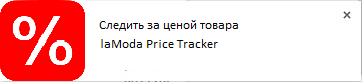 %
Следить за ценой товара
laModa Price Tracker